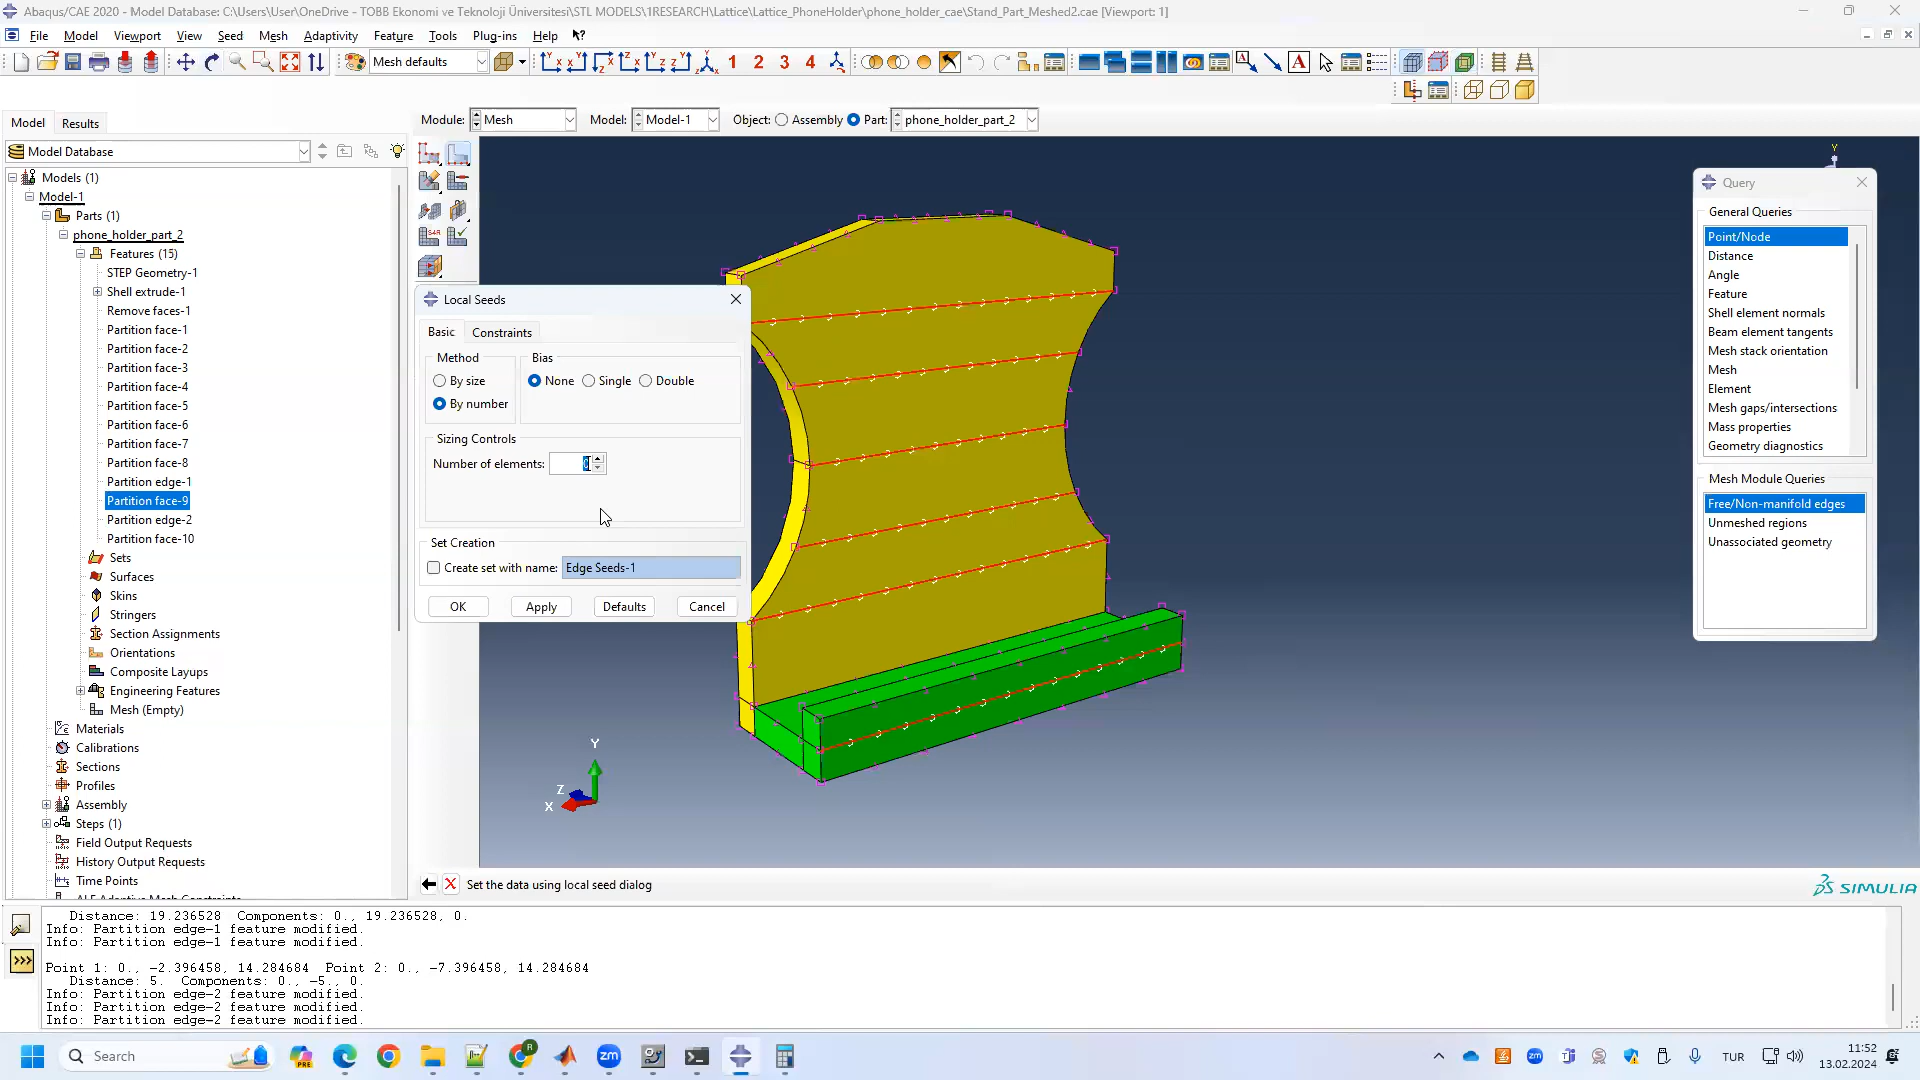 Abaqus/CAE 2020 - Model Database: C:\Users\User\OneDrive - TOBB Ekonomi ve Teknoloji Üniversitesi\STL MODELS\1RESEARCH\Lattice\Lattice_PhoneHolder\phone_holder_cae\Stand_Part_Meshed2.cae [Viewport: 1]
File Model Viewport View Seed Mesh Adaptivity Feature Tools Plug-ins Help
Mesh defaults
1 2 3 4
Model Results
Module: Mesh Model: Model-1 Object: Assembly Part: phone_holder_part_2
Model Database
Models (1)
Model-1
Parts (1)
phone_holder_part_2
Features (15)
STEP Geometry-1
Shell extrude-1
Remove faces-1
Partition face-1
Partition face-2
Partition face-3
Partition face-4
Partition face-5
Partition face-6
Partition face-7
Partition face-8
Partition edge-1
Partition face-9
Partition edge-2
Partition face-10
Sets
Surfaces
Skins
Stringers
Section Assignments
Orientations
Composite Layups
Engineering Features
Mesh (Empty)
Materials
Calibrations
Sections
Profiles
Assembly
Steps (1)
Field Output Requests
History Output Requests
Time Points
ALE Adaptive Mesh Constraints
Local Seeds
Basic Constraints
Method
By size
By number
Bias
None Single Double
Sizing Controls
Number of elements:
Set Creation
Create set with name: Edge Seeds-1
OK Apply Defaults Cancel
Y
Y
Z
X
Query
General Queries
Point/Node
Distance
Angle
Feature
Shell element normals
Beam element tangents
Mesh stack orientation
Mesh
Element
Mesh gaps/intersections
Mass properties
Geometry diagnostics
Mesh Module Queries
Free/Non-manifold edges
Unmeshed regions
Unassociated geometry
Set the data using local seed dialog
SIMULIA
Distance: 19.236528 Components: 0., 19.236528, 0.
Info: Partition edge-1 feature modified.
Info: Partition edge-1 feature modified.
Point 1: 0., -2.396458, 14.284684 Point 2: 0., -7.396458, 14.284684
Distance: 5. Components: 0., -5., 0.
Info: Partition edge-2 feature modified.
Info: Partition edge-2 feature modified.
Info: Partition edge-2 feature modified.
>>>
Search
TUR
11:52
13.02.2024